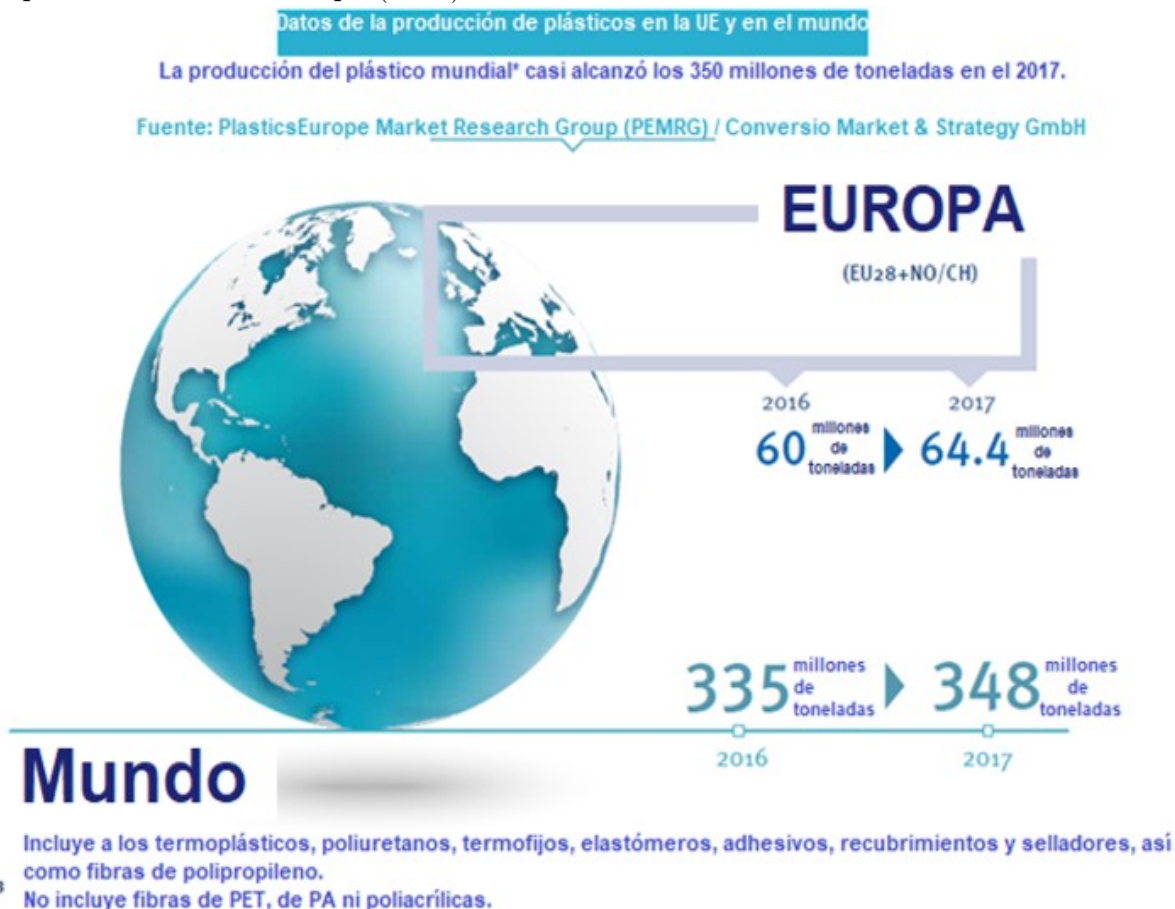 Datos de la producción de plásticos en la UE y en el mundo
La producción del plástico mundial* casi alcanzó los 350 millones de toneladas en el 2017.
Fuente: PlasticsEurope Market Research Group (PEMRG) / Conversio Market & Strategy GmbH
EUROPA
(EU28+NO/CH)
2016
2017
60 millones de toneladas
64.4 millones de toneladas
335 millones de toneladas
348 millones de toneladas
2016
2017
Mundo
Incluye a los termoplásticos, poliuretanos, termofijos, elastómeros, adhesivos, recubrimientos y selladores, así
como fibras de polipropileno.
No incluye fibras de PET, de PA ni poliacrílicas.